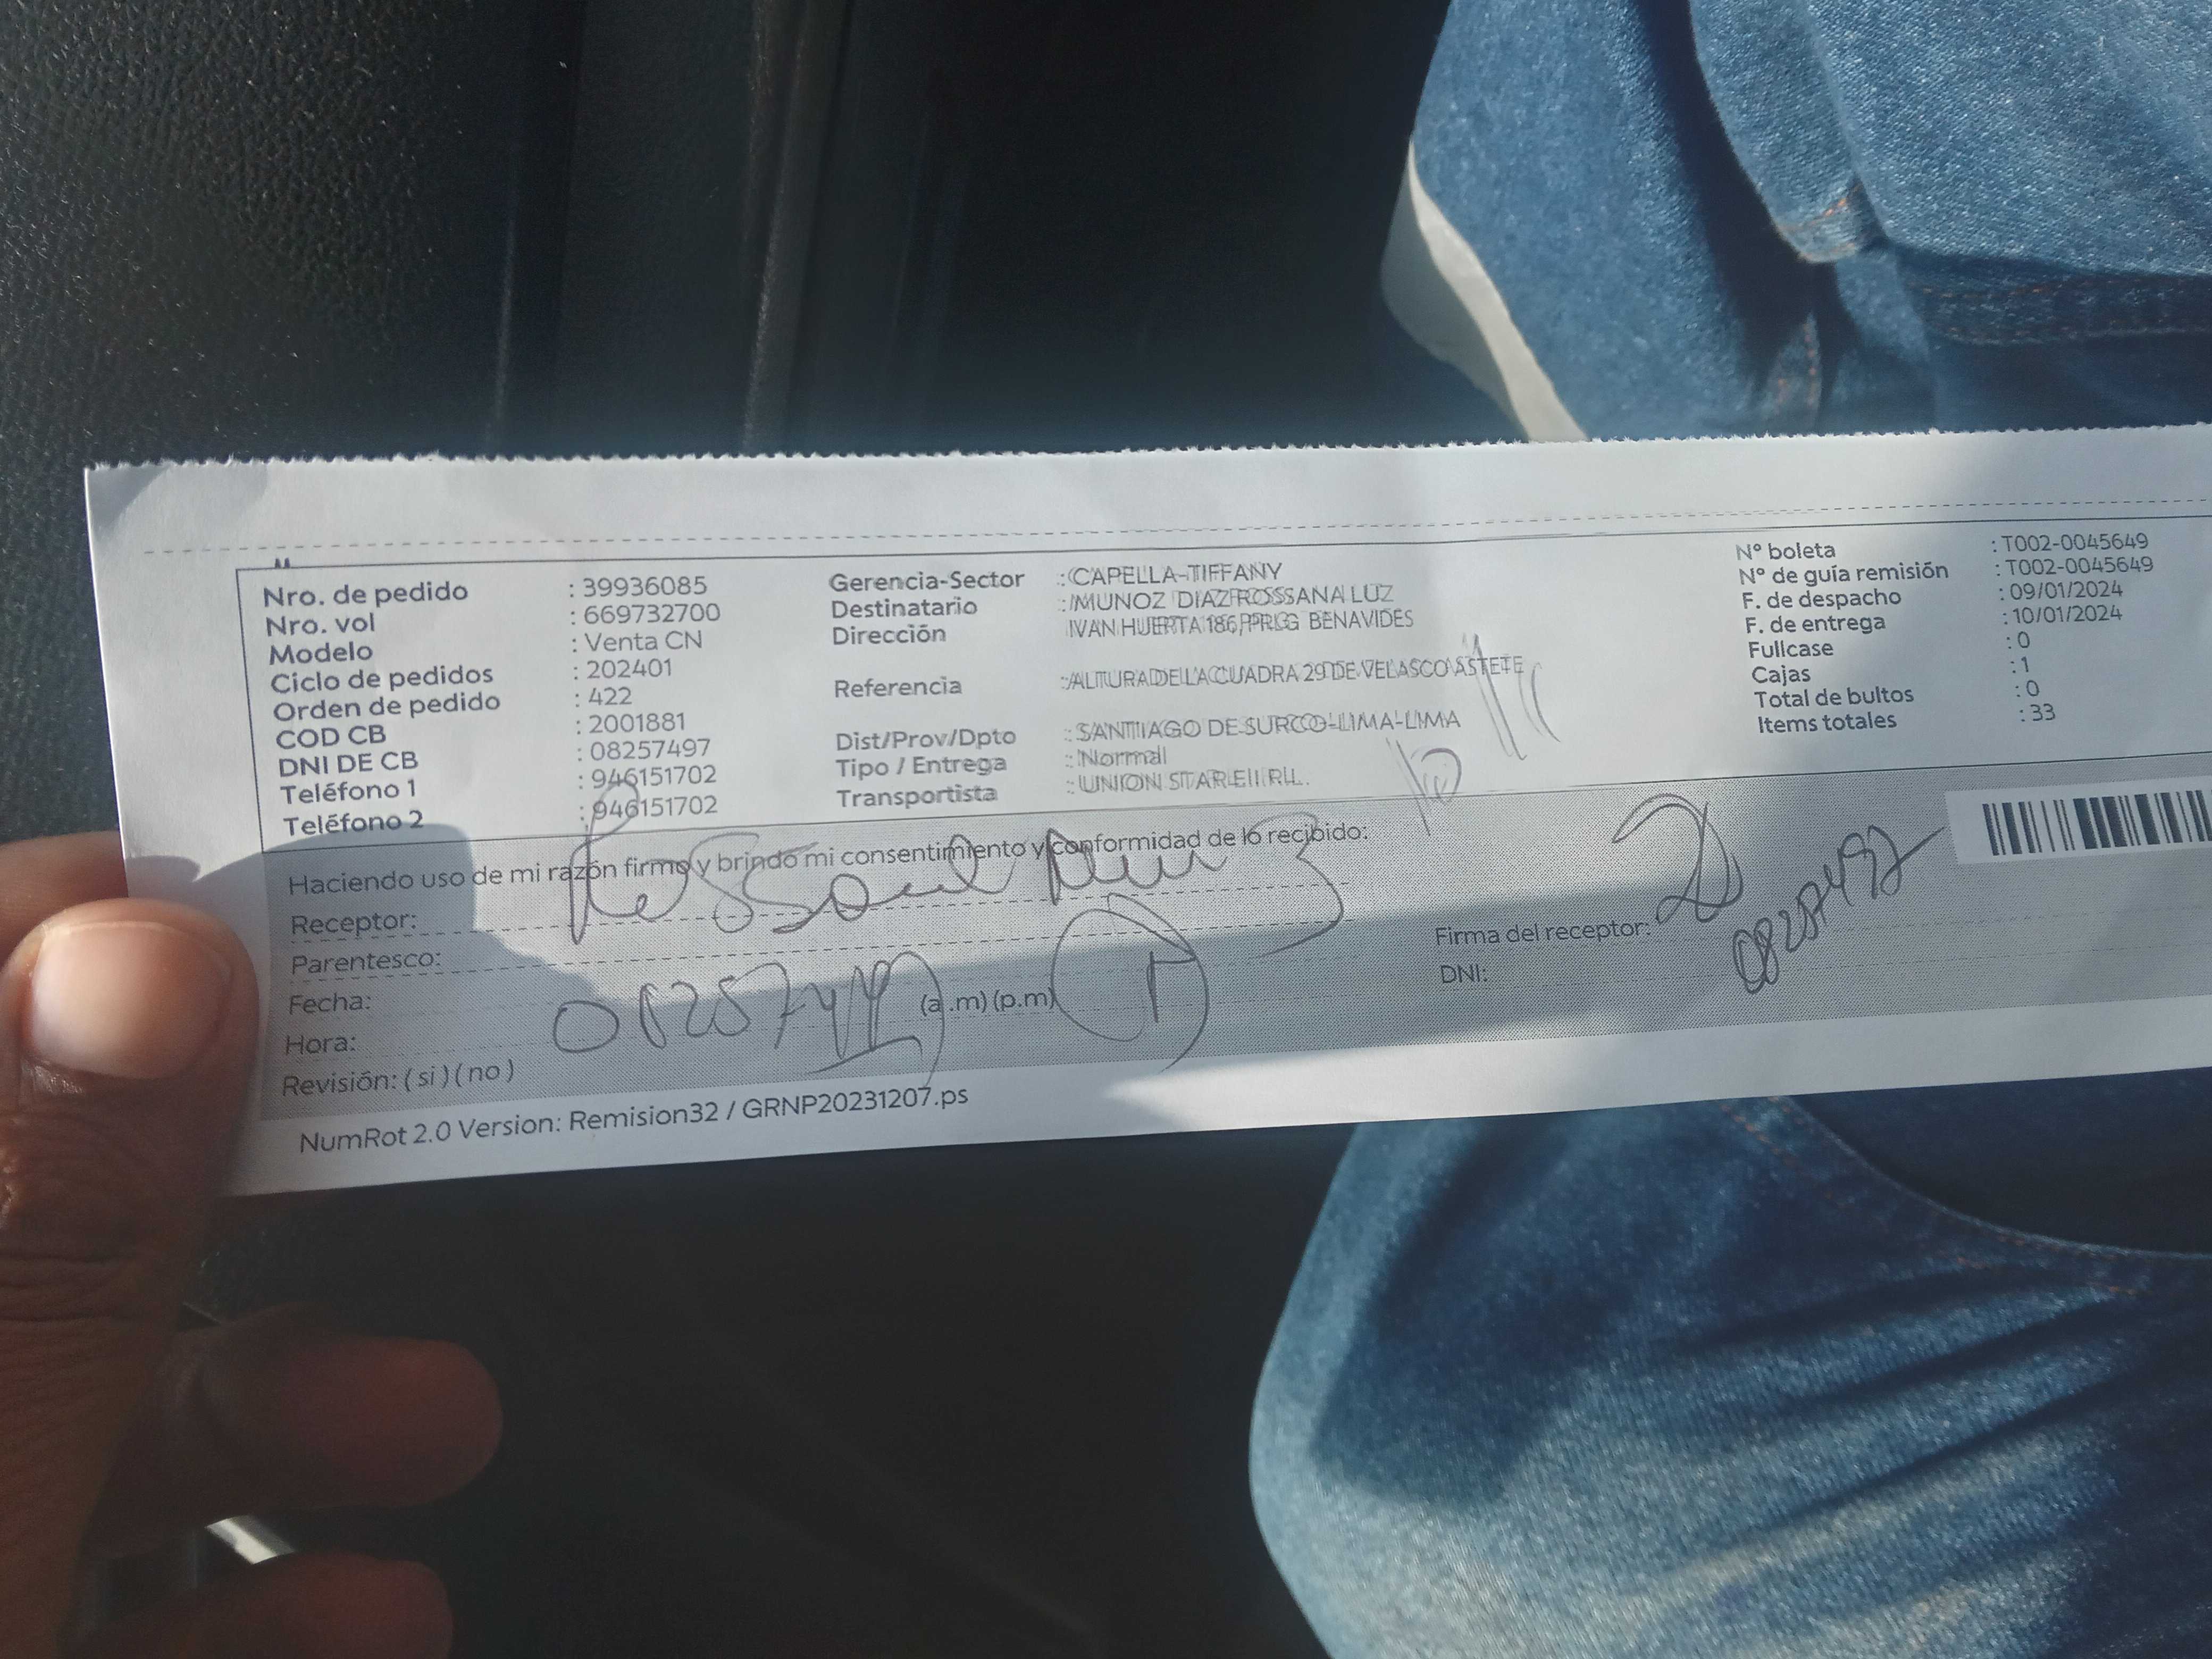 Nro. de pedido : 39936085
Nro. vol : 669732700
Modelo : Venta CN
Ciclo de pedidos : 202401
Orden de pedido : 422
COD CB : 2001881
DNI DE CB : 08257497
Teléfono 1 : 946151702
Teléfono 2 : 946151702
Gerencia-Sector : CAPELLA-TIFFANY
Destinatario : MUNOZ DIAZ ROSSANA LUZ
Dirección IVAN HUERTA 186, PRLG BENAVIDES
Referencia : ALTURA DE LA CUADRA 29 DE VELASCO ASTETE
Dist/Prov/Dpto : SANTIAGO DE SURCO-LIMA-LIMA
Tipo / Entrega : Normal
Transportista : UNION STAR E.I.R.L.
N° boleta : T002-0045649
N° de guía remisión : T002-0045649
F. de despacho : 09/01/2024
F. de entrega : 10/01/2024
Fullcase : 0
Cajas : 1
Total de bultos : 0
Items totales : 33
Haciendo uso de mi razón firmo y brindo mi consentimiento y conformidad de lo recibido:
Receptor:
Parentesco:
Fecha:
Hora: (a.m) (p.m)
Revisión: ( si ) ( no )
Firma del receptor:
DNI: 08257497
NumRot 2.0 Version: Remision32 / GRNP20231207.ps